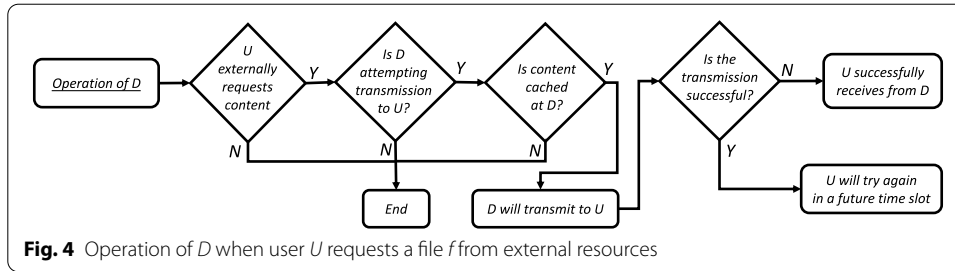 Operation of D
U
externally
requests
content
Y
N
Is D
attempting
transmission
to U?
Y
N
Is content
cached
at D?
Y
N
End
D will transmit to U
Is the
transmission
successful?
N
Y
U successfully
receives from D
U will try again
in a future time slot
Fig. 4 Operation of D when user U requests a file f from external resources